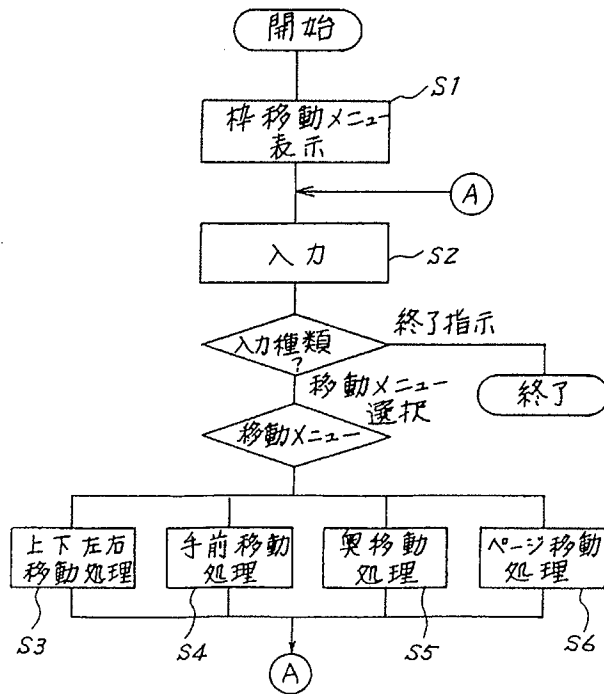 開始
S1
枠移動メニュー
表示
A
入力
S2
入力種類
?
終了指示
終了
移動メニュー
選択
移動メニュー
上下左右
移動処理
手前移動
処理
奥移動
処理
ページ移動
処理
S3
S4
S5
S6
A